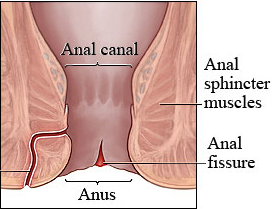 Anal canal
Anal
sphincter
muscles
Anal
fissure
Anus